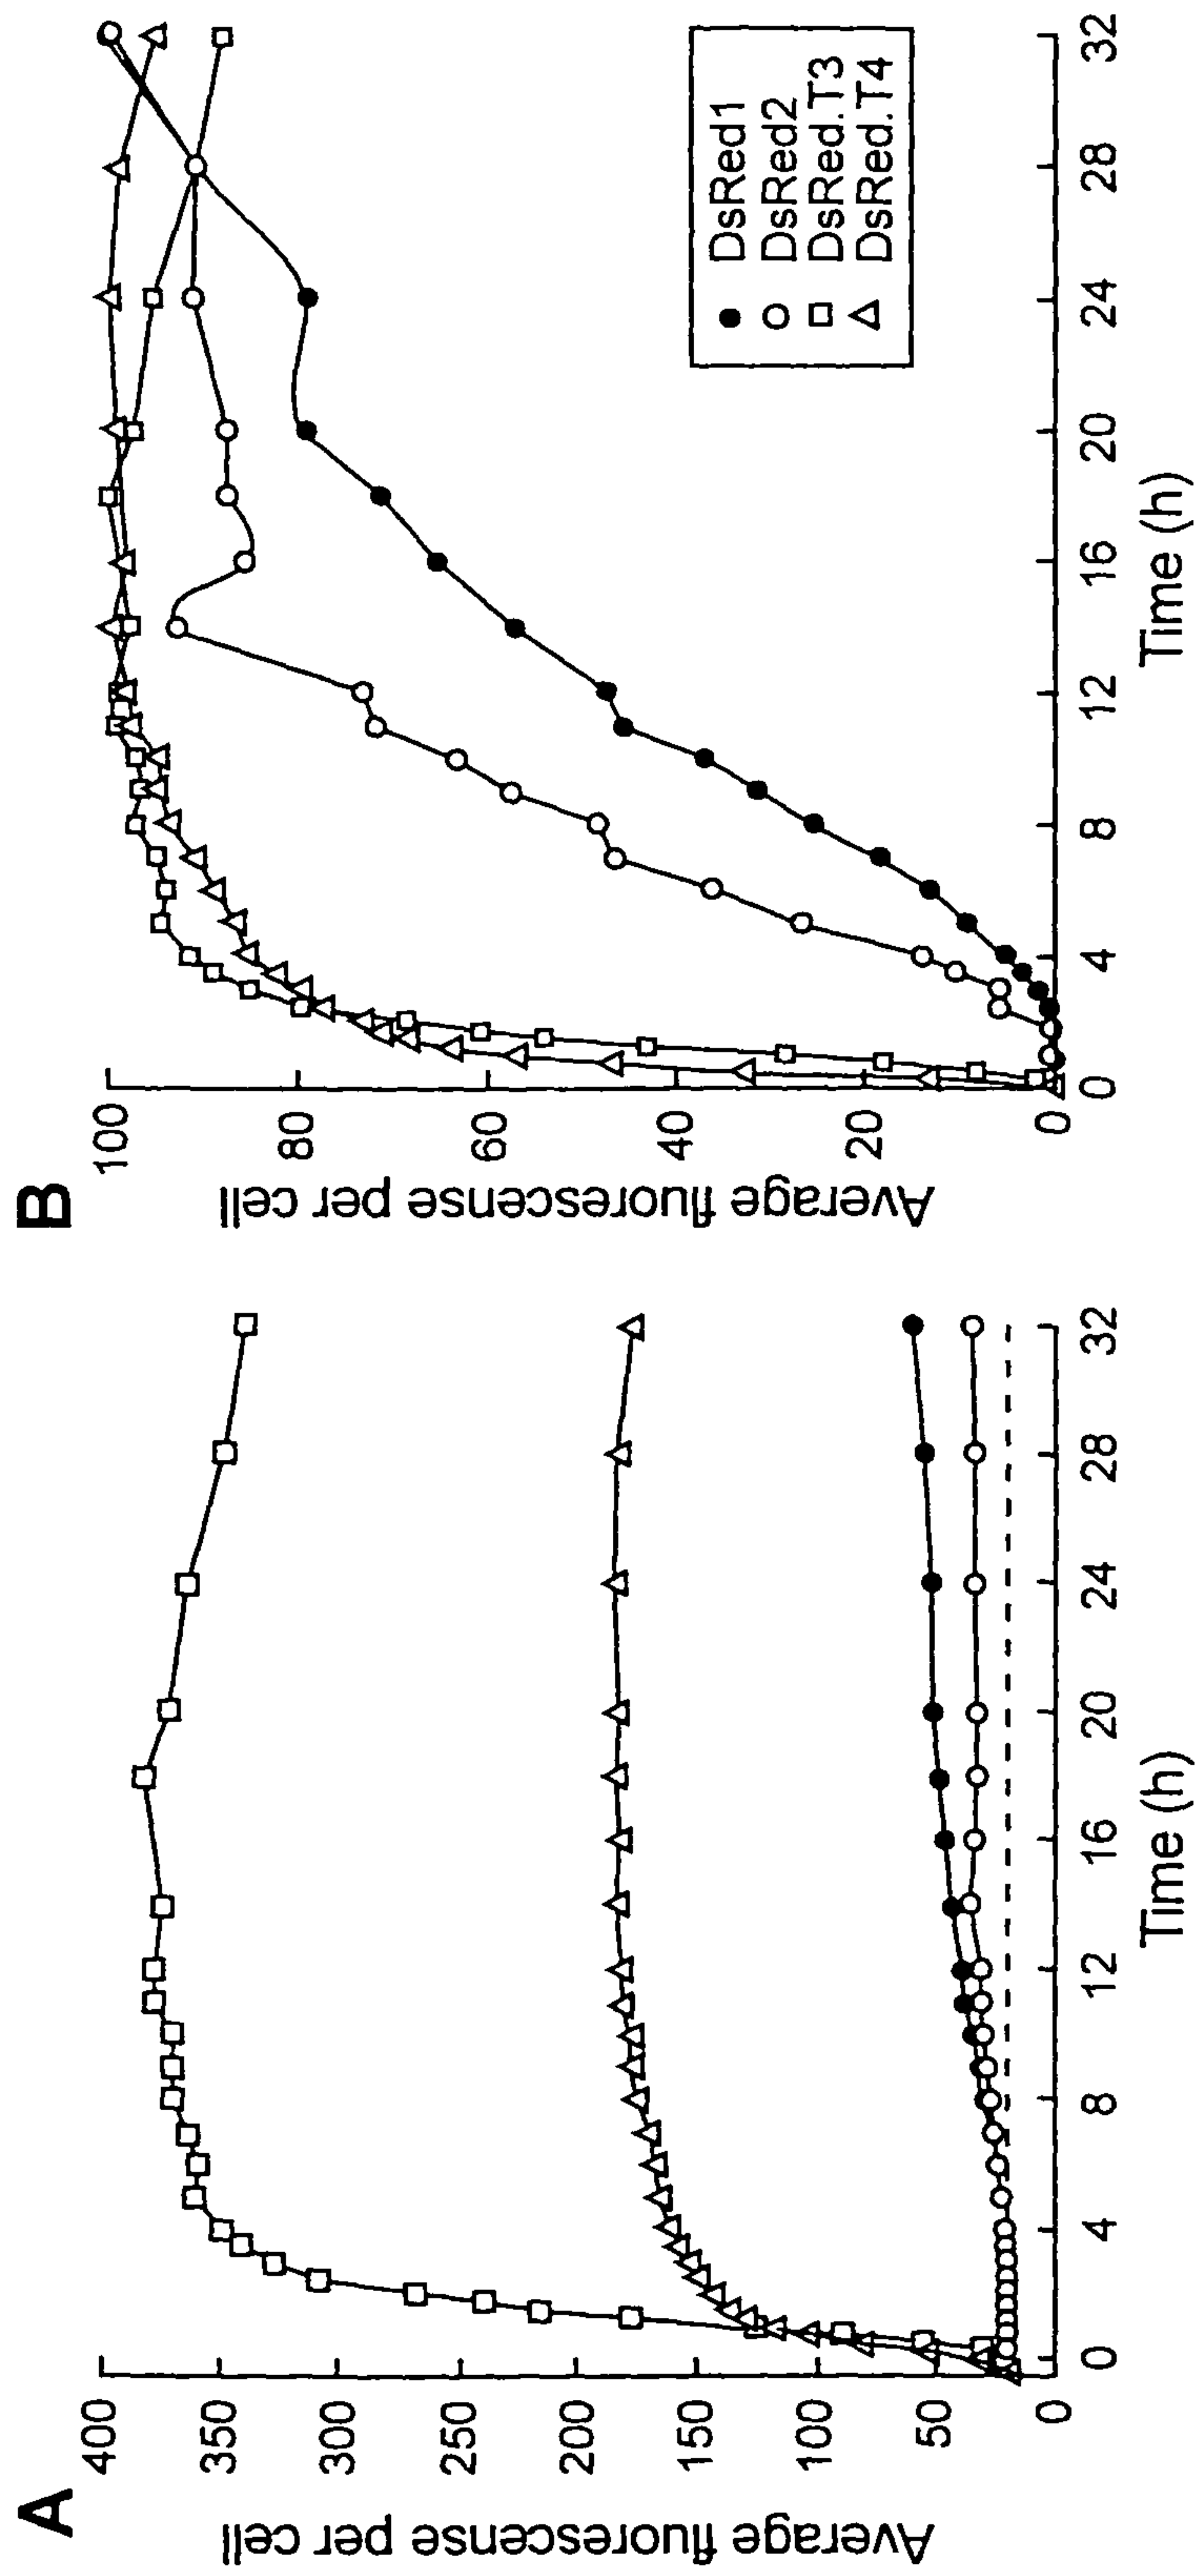 A
Average fluorescense per cell
400
350
300
250
200
150
100
50
0
0 4 8 12 16 20 24 28 32
Time (h)
B
Average fluorescense per cell
100
80
60
40
20
0
0 4 8 12 16 20 24 28 32
Time (h)
DsRed1
DsRed2
DsRed.T3
DsRed.T4